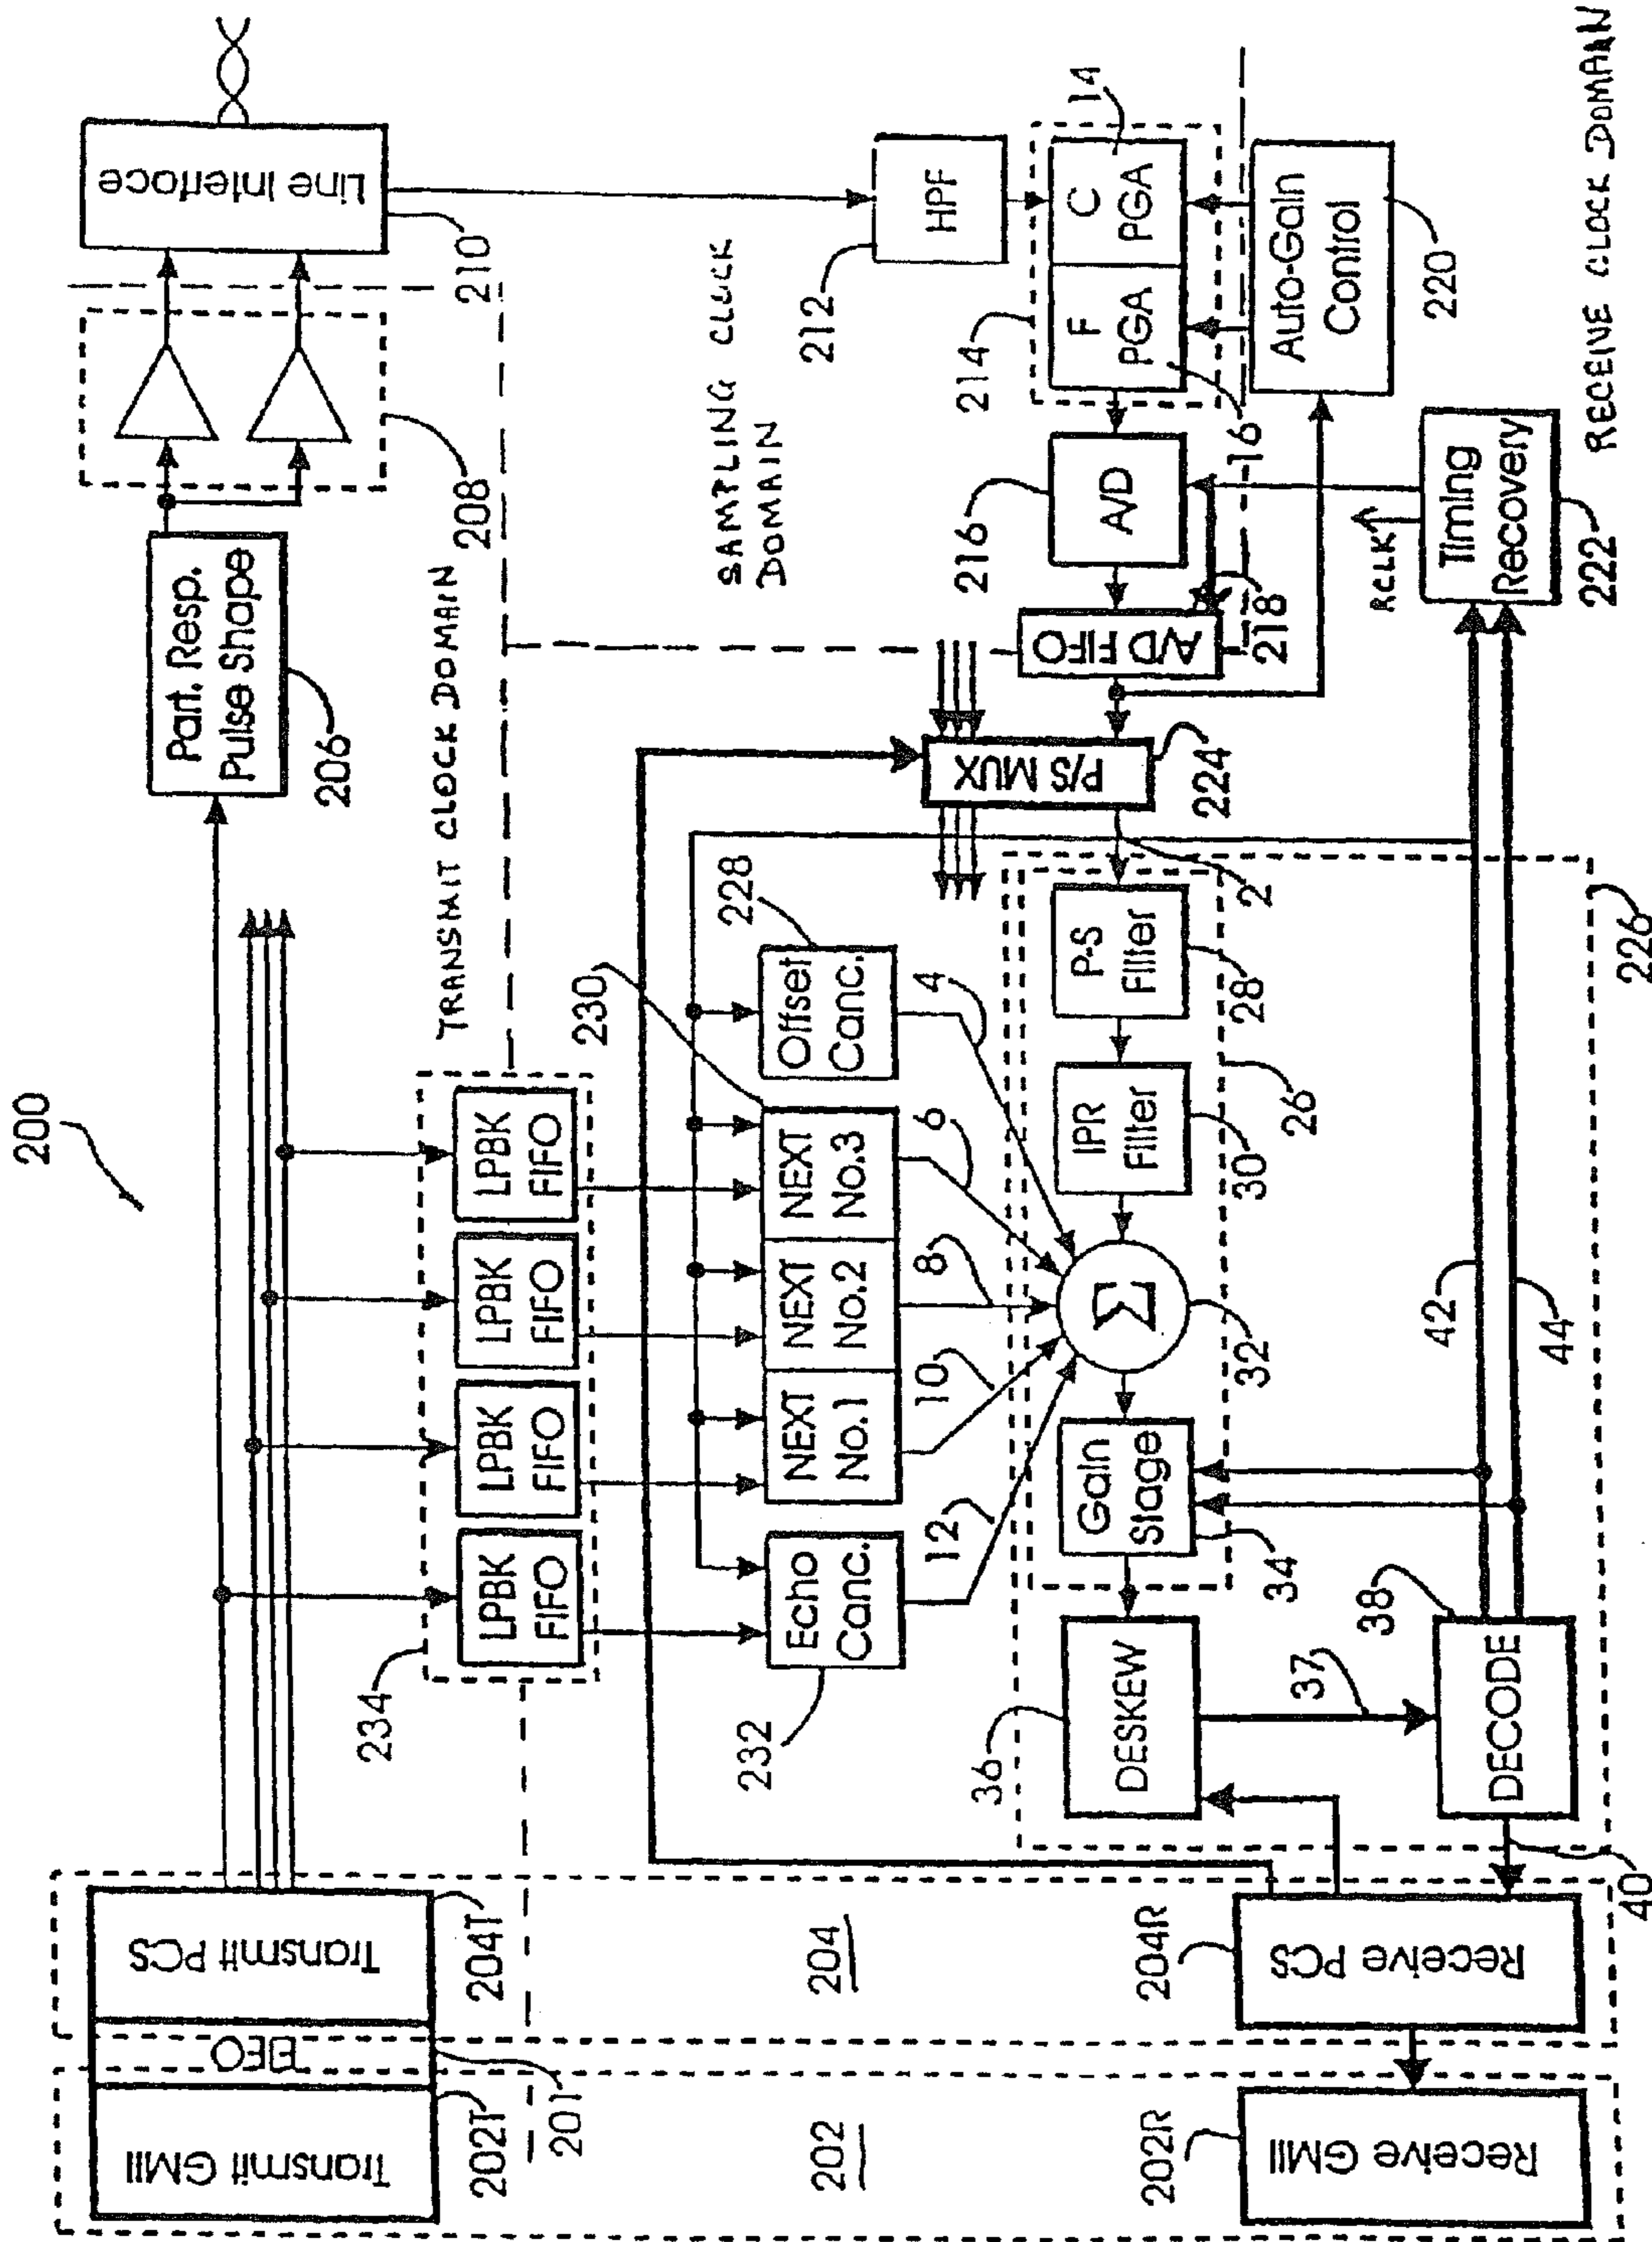 200
Transmit GMII
202T
FIFO
201
Transmit PCS
204T
Part. Resp.
Pulse Shape
206
208
Line Interface
210
TRANSMIT CLOCK DOMAIN
SAMPLING CLOCK
DOMAIN
234
LPBK
FIFO
LPBK
FIFO
LPBK
FIFO
LPBK
FIFO
HPF
212
230
228
232
Echo
Canc.
NEXT
No.1
NEXT
No.2
NEXT
No.3
Offset
Canc.
P/S MUX
224
A/D FIFO
218
216
A/D
214
F
PGA
C
PGA
14
16
Auto-Gain
Control
220
12
10
8
6
4
2
202
204
36
DESKEW
Gain
Stage
34
Σ
32
IPR
Filter
30
P-S
Filter
28
26
37
RCLK
Timing
Recovery
222
42
44
202R
Receive GMII
204R
Receive PCS
40
DECODE
38
226
RECEIVE CLOCK DOMAIN